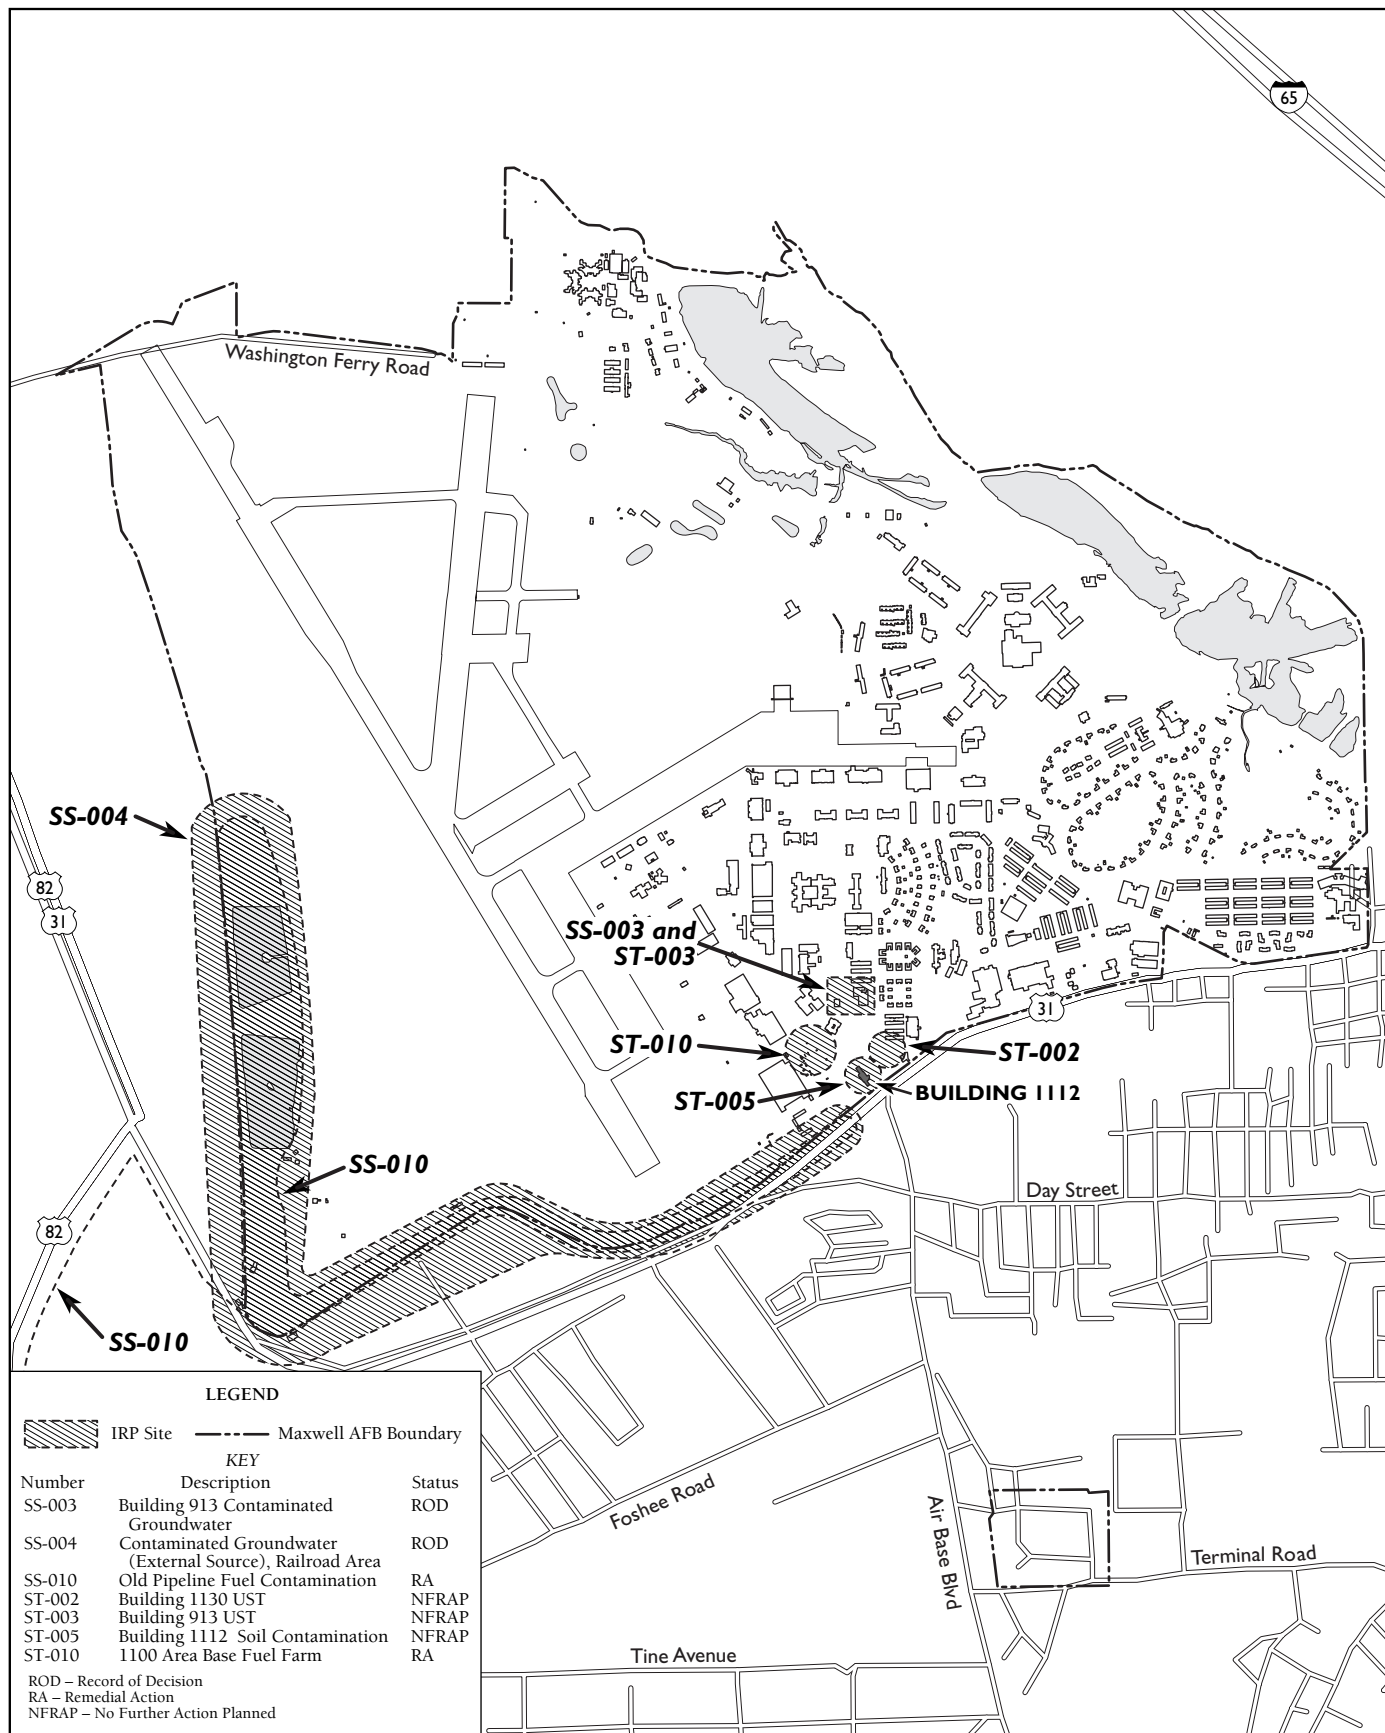 65
Washington Ferry Road
SS-004
82
31
SS-003 and
ST-003
31
ST-010
ST-002
ST-005
BUILDING 1112
SS-010
Day Street
82
SS-010
LEGEND
IRP Site
Maxwell AFB Boundary
KEY
Number Description Status
SS-003 Building 913 Contaminated ROD
Groundwater
SS-004 Contaminated Groundwater ROD
(External Source), Railroad Area
SS-010 Old Pipeline Fuel Contamination RA
ST-002 Building 1130 UST NFRAP
ST-003 Building 913 UST NFRAP
ST-005 Building 1112 Soil Contamination NFRAP
ST-010 1100 Area Base Fuel Farm RA
ROD – Record of Decision
RA – Remedial Action
NFRAP – No Further Action Planned
Foshee Road
Air Base Blvd
Terminal Road
Tine Avenue